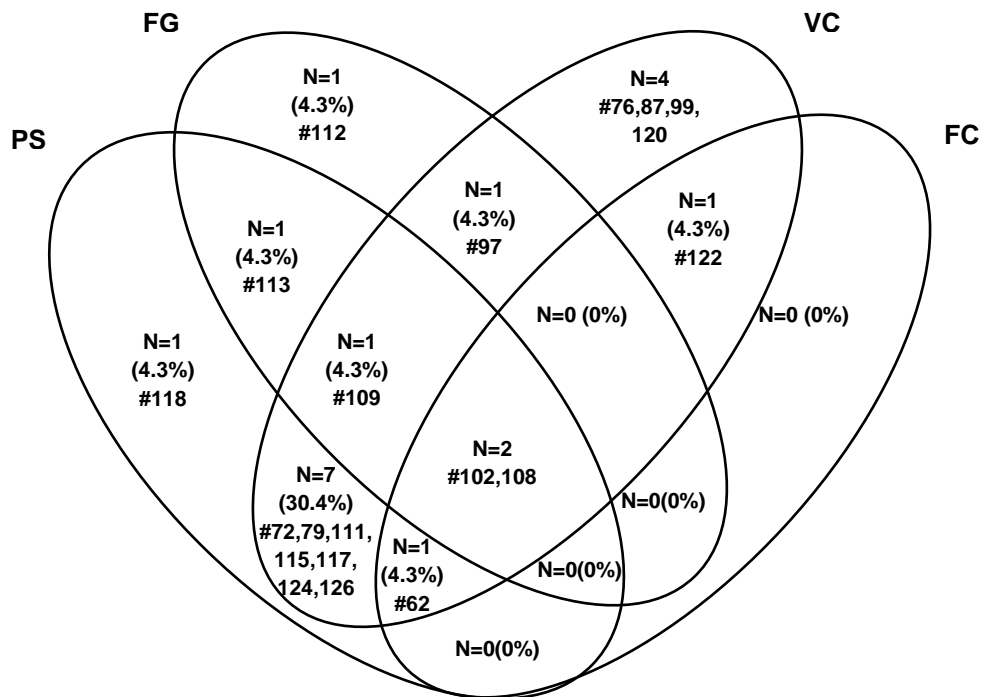 FG
VC
PS
FC
N=1
(4.3%)
#112
N=4
#76,87,99,
120
N=1
(4.3%)
#97
N=1
(4.3%)
#122
N=1
(4.3%)
#113
N=0 (0%)
N=0 (0%)
N=1
(4.3%)
#118
N=1
(4.3%)
#109
N=2
#102,108
N=7
(30.4%)
#72,79,111,
115,117,
124,126
N=0(0%)
N=1
(4.3%)
#62
N=0(0%)
N=0(0%)